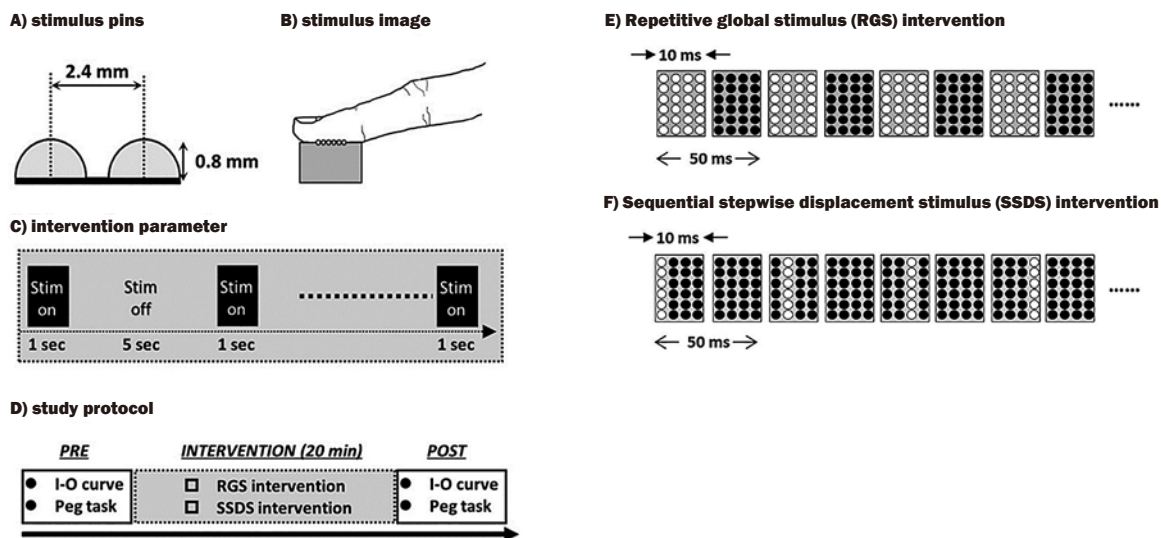 A) stimulus pins
2.4 mm
0.8 mm
B) stimulus image
C) intervention parameter
Stim on
Stim off
Stim on
Stim on
1 sec
5 sec
1 sec
1 sec
D) study protocol
PRE
INTERVENTION (20 min)
POST
● I-O curve
● Peg task
□ RGS intervention
□ SSDS intervention
● I-O curve
● Peg task
E) Repetitive global stimulus (RGS) intervention
10 ms
......
50 ms
F) Sequential stepwise displacement stimulus (SSDS) intervention
10 ms
......
50 ms